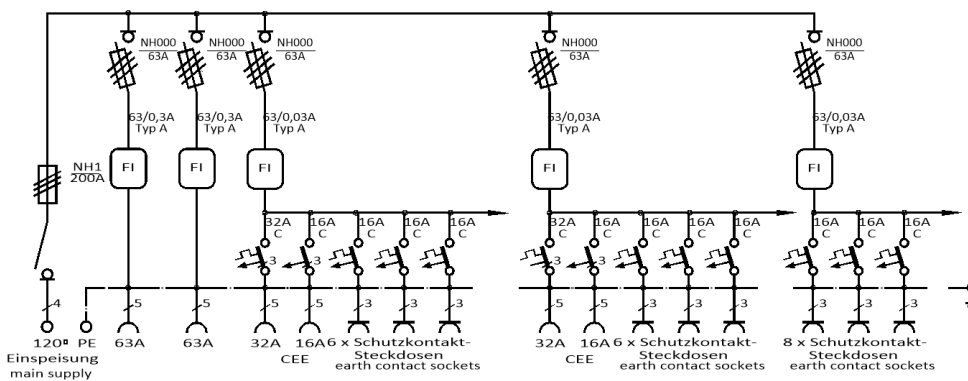 NH000 NH000 NH000 NH000 NH000
63A 63A 63A 63A 63A
63/0,3A 63/0,3A 63/0,03A 63/0,03A 63/0,03A
Typ A Typ A Typ A Typ A Typ A
NH1
200A
FI FI FI FI FI
32A 16A 16A 16A 16A 32A 16A 16A 16A 16A 16A 16A 16A
C C C C C C C C C C C C C
3 3 3 3
4 5 5 5 5 3 3 3 5 5 3 3 3 3 3 3
120¤ PE 63A 63A 32A 16A 6 x Schutzkontakt- 32A 16A 6 x Schutzkontakt- 8 x Schutzkontakt-
Einspeisung CEE Steckdosen CEE Steckdosen Steckdosen
main supply earth contact sockets earth contact sockets earth contact sockets